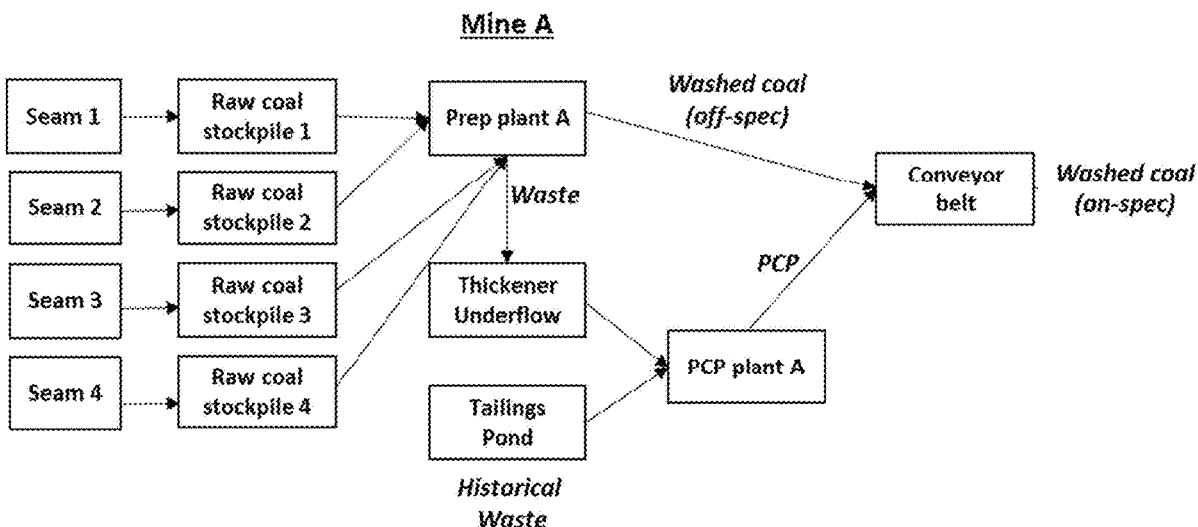 Mine A
Seam 1
Raw coal
stockpile 1
Prep plant A
Washed coal
(off-spec)
Seam 2
Raw coal
stockpile 2
Waste
Conveyor
belt
Washed coal
(on-spec)
Seam 3
Raw coal
stockpile 3
Thickener
Underflow
PCP
Seam 4
Raw coal
stockpile 4
PCP plant A
Tailings
Pond
Historical
Waste